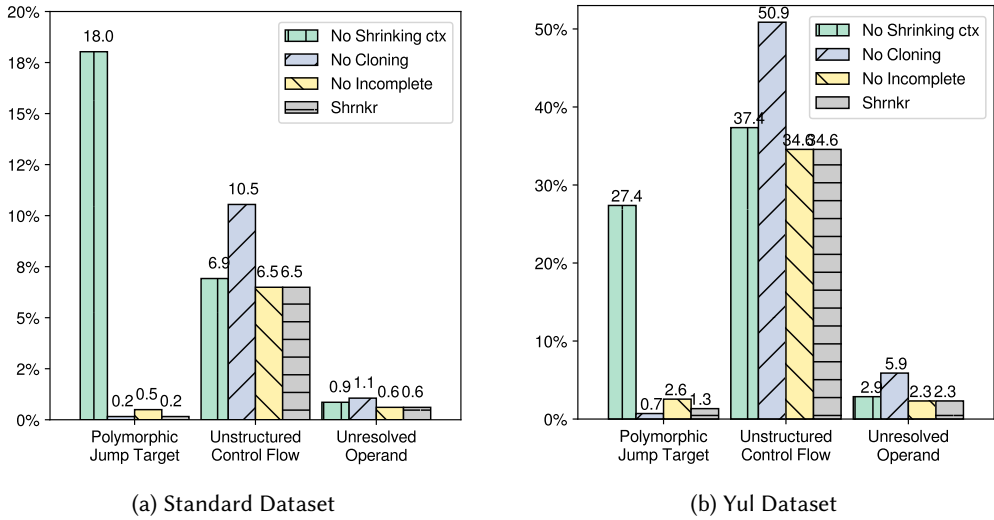 20%
18%
15%
12%
10%
8%
5%
2%
0%
18.0
0.2
0.5
0.2
6.9
10.5
6.5
6.5
0.9
1.1
0.6
0.6
No Shrinking ctx
No Cloning
No Incomplete
Shrnkr
Polymorphic
Jump Target
Unstructured
Control Flow
Unresolved
Operand
(a) Standard Dataset
50%
40%
30%
20%
10%
0%
27.4
0.7
2.6
1.3
37.4
50.9
34.6
34.6
2.9
5.9
2.3
2.3
No Shrinking ctx
No Cloning
No Incomplete
Shrnkr
Polymorphic
Jump Target
Unstructured
Control Flow
Unresolved
Operand
(b) Yul Dataset